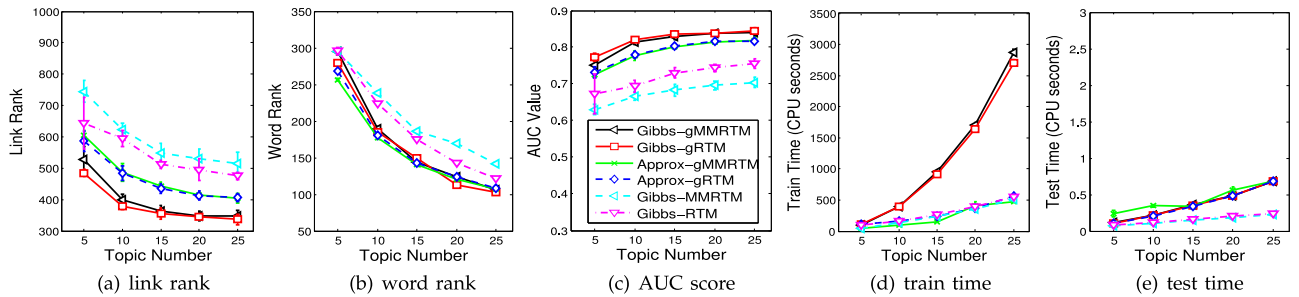 1000
900
800
700
600
500
400
300
Link Rank
5 10 15 20 25
Topic Number
(a) link rank
350
300
250
200
150
100
50
Word Rank
5 10 15 20 25
Topic Number
(b) word rank
0.9
0.8
0.7
0.6
0.5
0.4
0.3
AUC Value
Gibbs-gMMRTM
Gibbs-gRTM
Approx-gMMRTM
Approx-gRTM
Gibbs-MMRTM
Gibbs-RTM
5 10 15 20 25
Topic Number
(c) AUC score
3500
3000
2500
2000
1500
1000
500
0
Train Time (CPU seconds)
5 10 15 20 25
Topic Number
(d) train time
3
2.5
2
1.5
1
0.5
0
Test Time (CPU seconds)
5 10 15 20 25
Topic Number
(e) test time